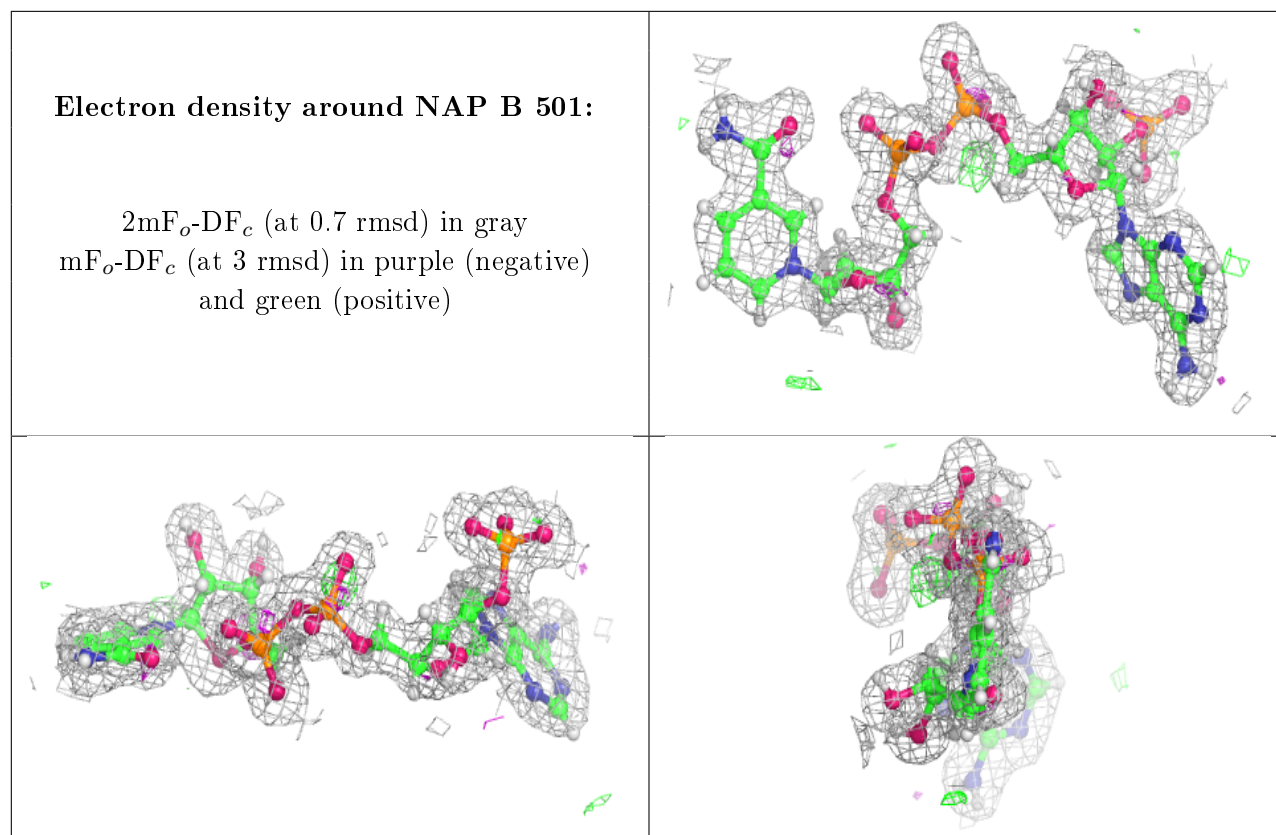 Electron density around NAP B 501:
2mFₒ-DF𝒸 (at 0.7 rmsd) in gray
mFₒ-DF𝒸 (at 3 rmsd) in purple (negative)
and green (positive)